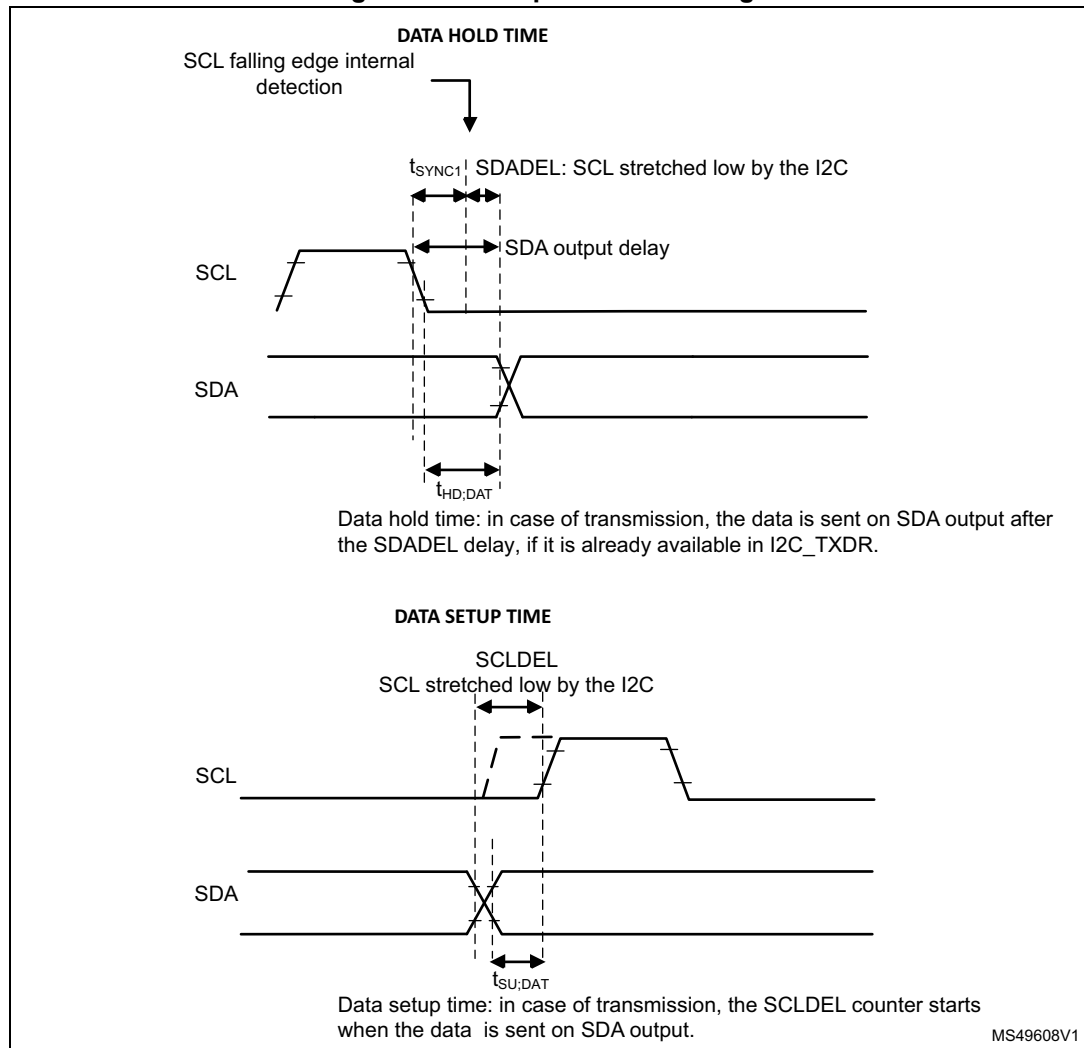 DATA HOLD TIME
SCL falling edge internal
detection
tSYNC1
SDADEL: SCL stretched low by the I2C
SDA output delay
SCL
SDA
tHD;DAT
Data hold time: in case of transmission, the data is sent on SDA output after
the SDADEL delay, if it is already available in I2C_TXDR.
DATA SETUP TIME
SCLDEL
SCL stretched low by the I2C
SCL
SDA
tSU;DAT
Data setup time: in case of transmission, the SCLDEL counter starts
when the data is sent on SDA output.
MS49608V1